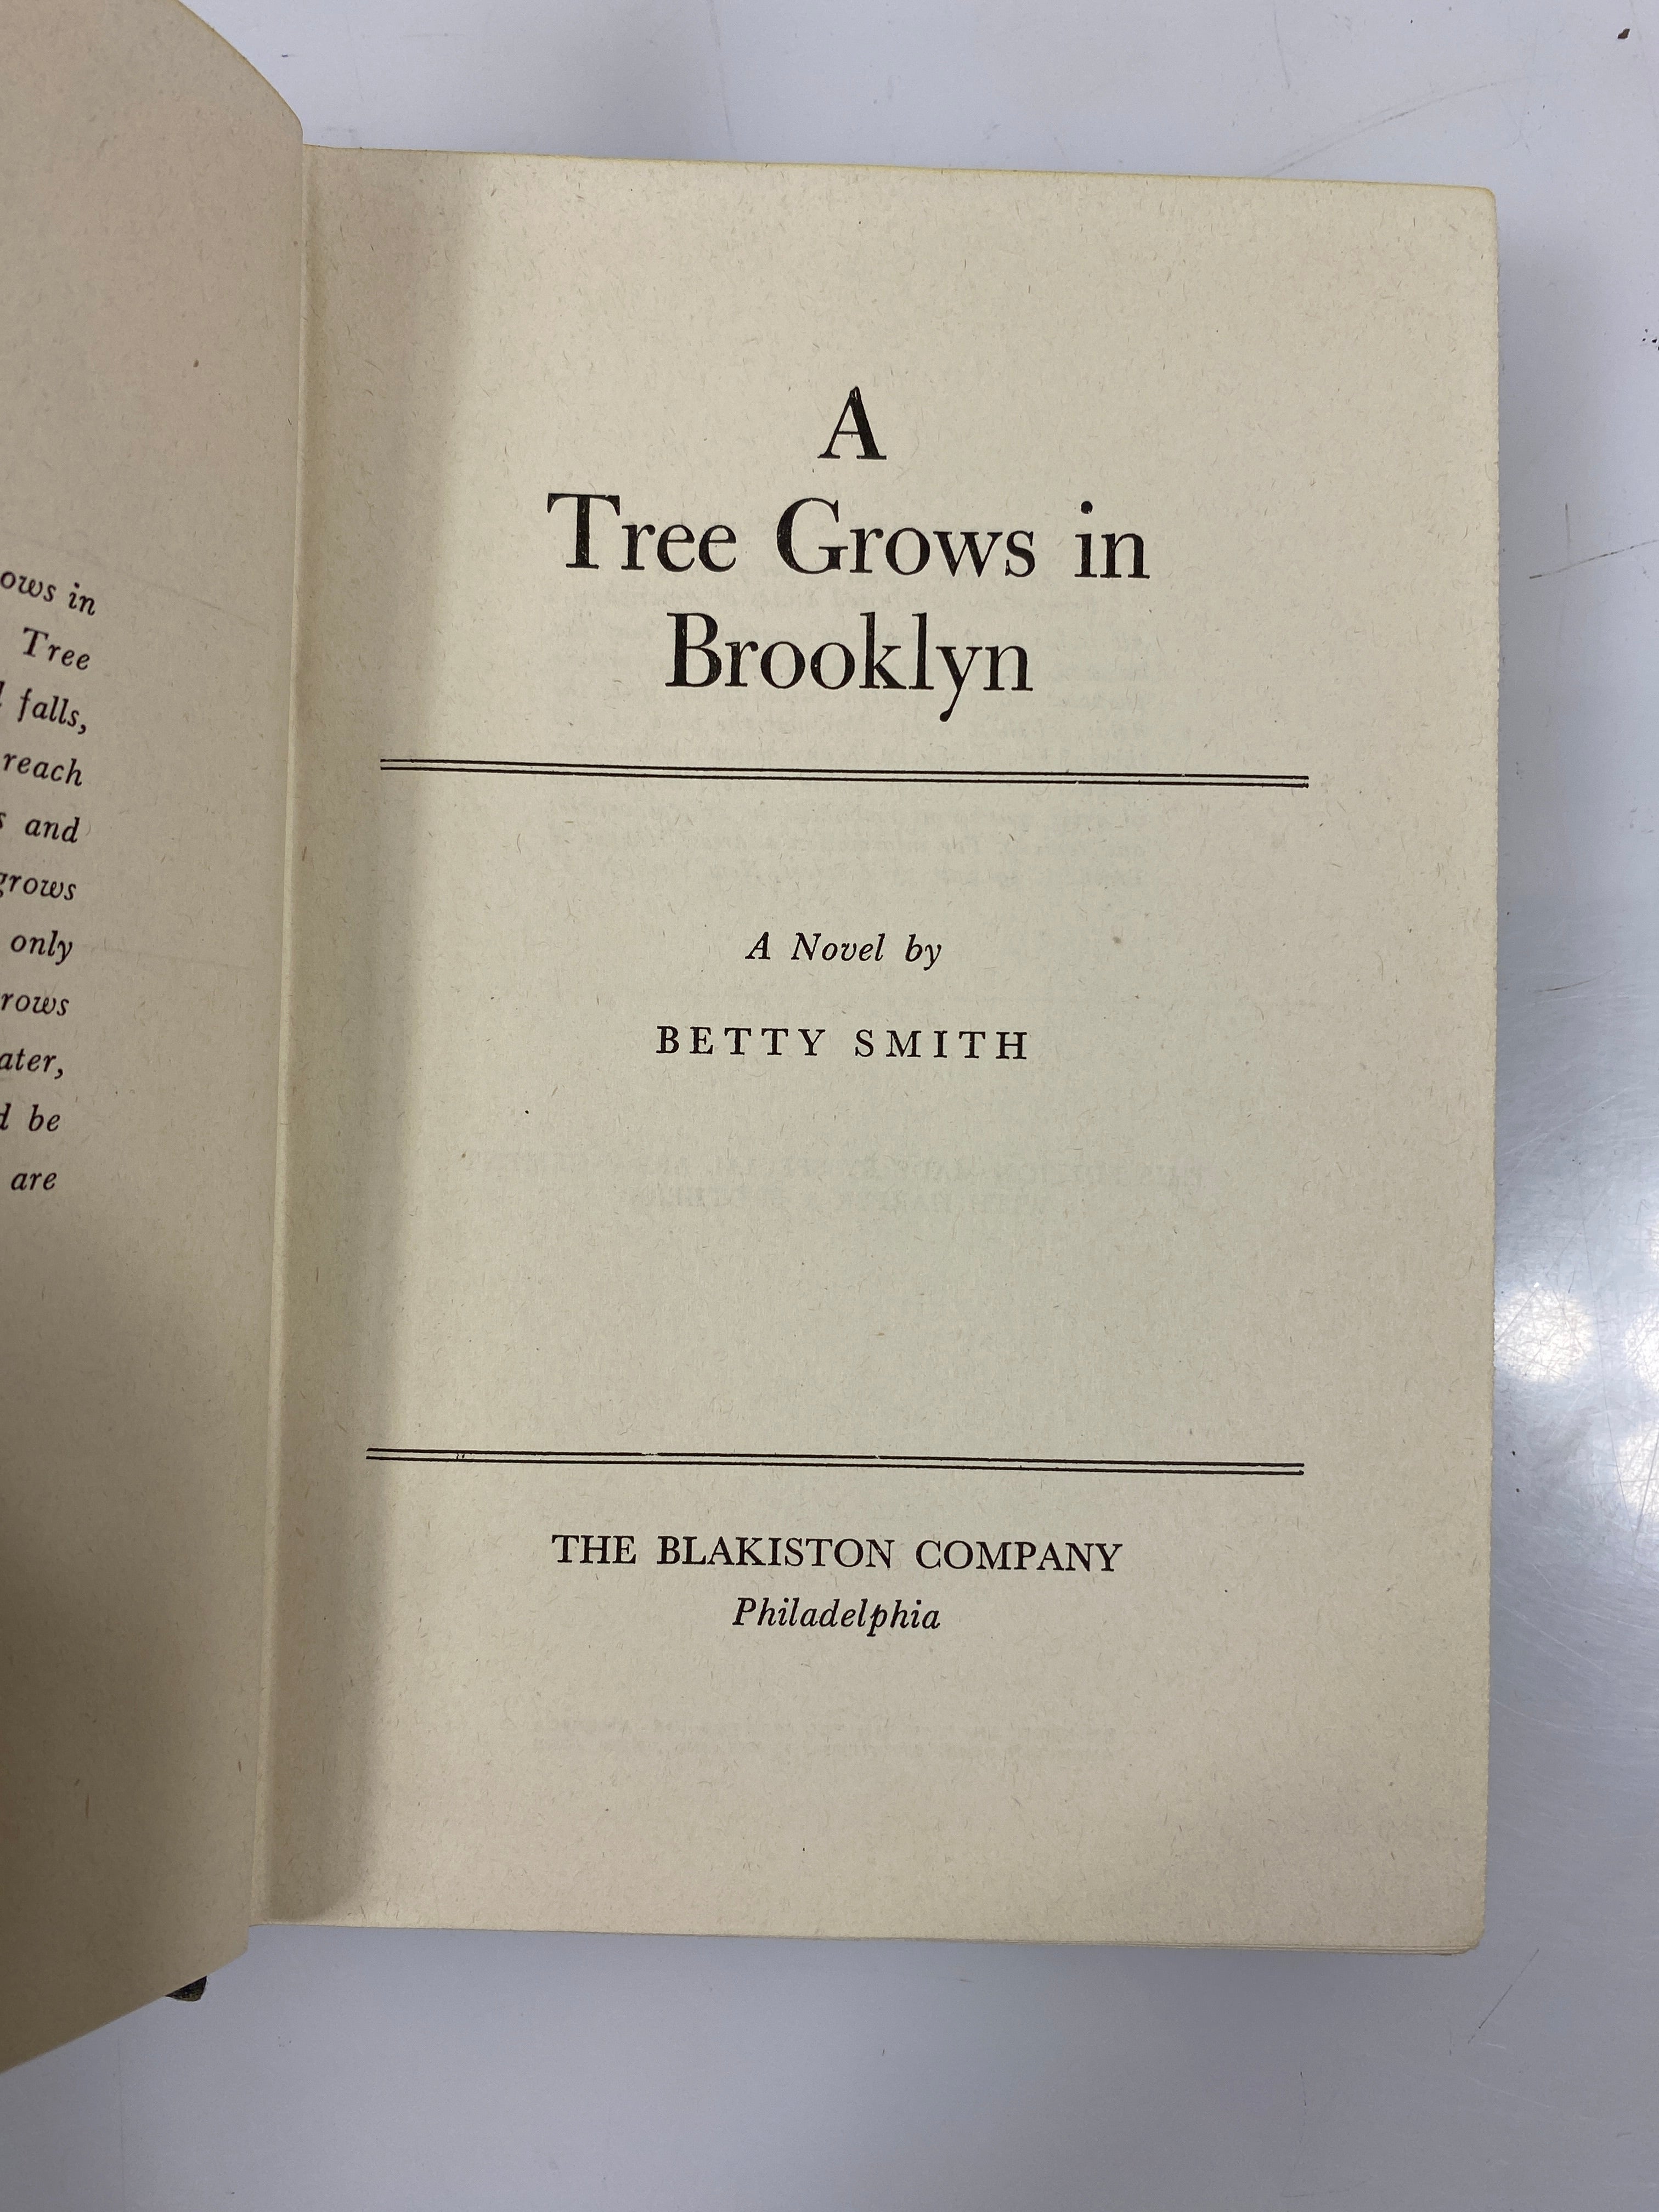 ows in
Tree
falls,
reach
and
grows
only
rows
ater,
be
are
A
Tree Grows in
Brooklyn
A Novel by
BETTY SMITH
THE BLAKISTON COMPANY
Philadelphia